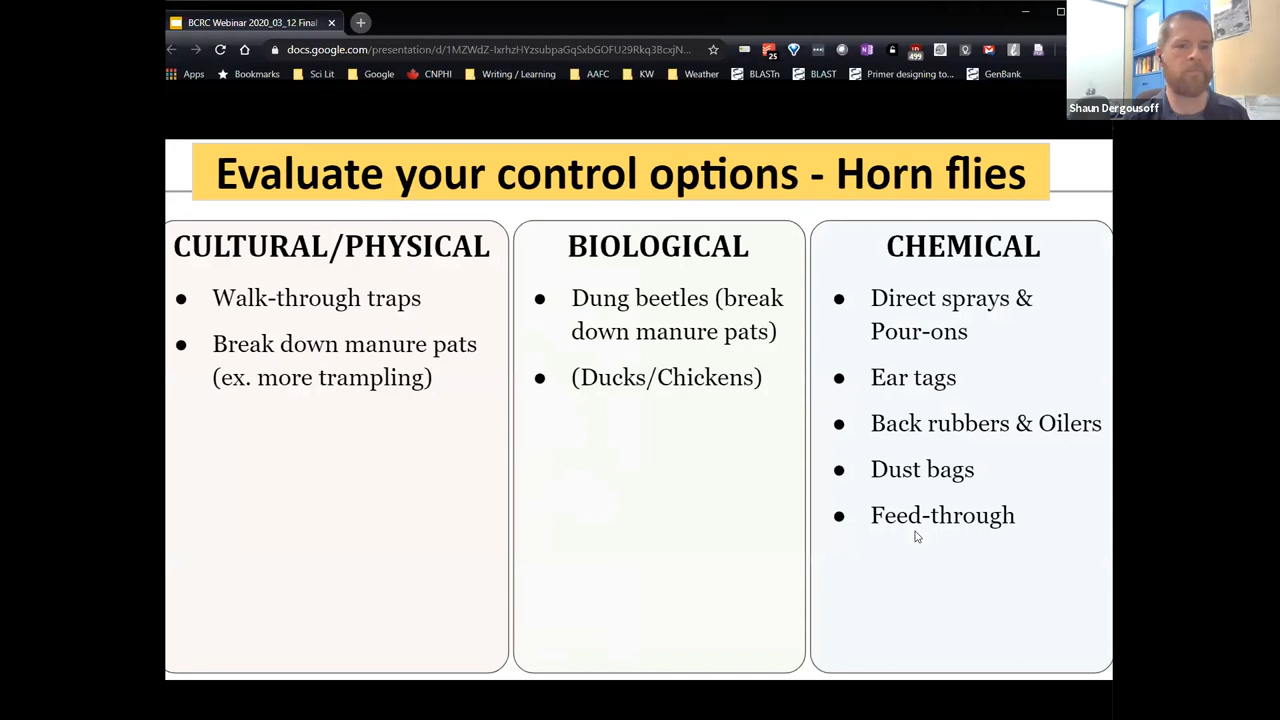 BCRC Webinar 2020_03_12 Final
docs.google.com/presentation/d/1MZWdZ-IxrhzHYzsubpaGqSxbGOFU29Rkq3BcxjN...
25
499
Apps
Bookmarks
Sci Lit
Google
CNPHI
Writing / Learning
AAFC
KW
Weather
BLASTn
BLAST
Primer designing to...
GenBank
Shaun Dergousoff
Evaluate your control options - Horn flies
CULTURAL/PHYSICAL
● Walk-through traps
● Break down manure pats
(ex. more trampling)
BIOLOGICAL
● Dung beetles (break
down manure pats)
● (Ducks/Chickens)
CHEMICAL
● Direct sprays &
Pour-ons
● Ear tags
● Back rubbers & Oilers
● Dust bags
● Feed-through